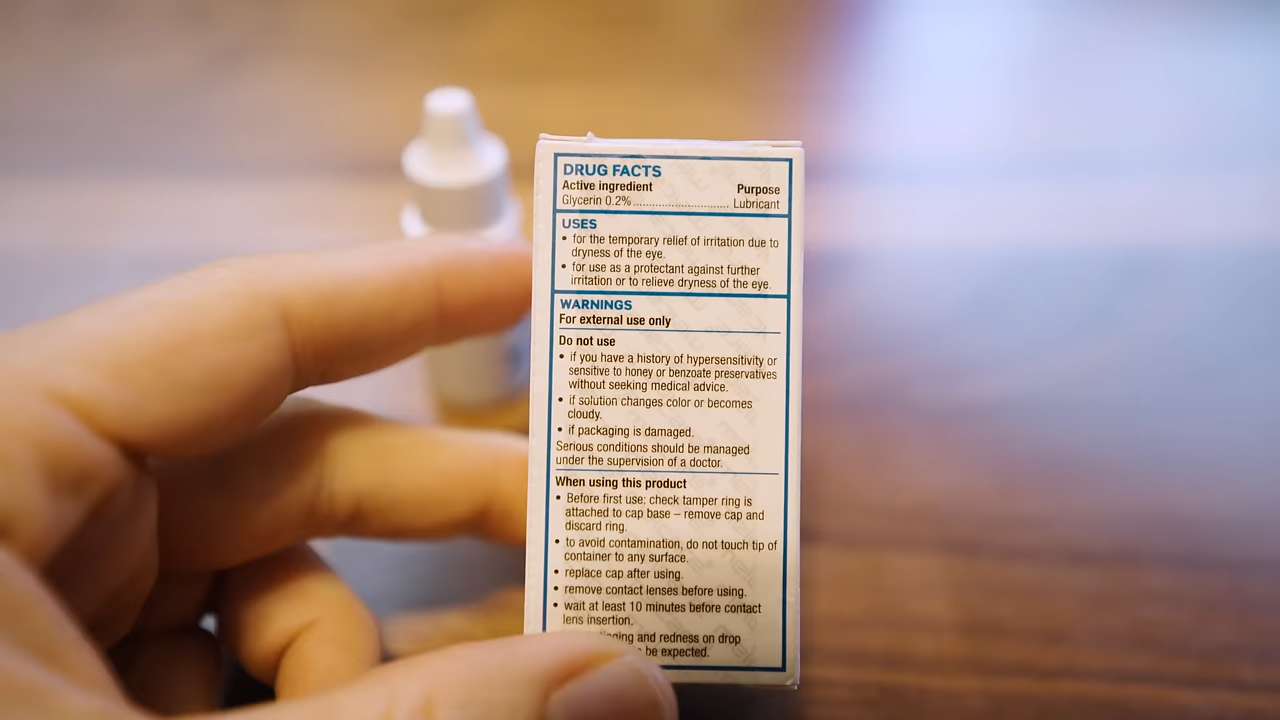 DRUG FACTS
Active ingredient Purpose
Glycerin 0.2%............................. Lubricant
USES
• for the temporary relief of irritation due to
dryness of the eye.
• for use as a protectant against further
irritation or to relieve dryness of the eye.
WARNINGS
For external use only
Do not use
• if you have a history of hypersensitivity or
sensitive to honey or benzoate preservatives
without seeking medical advice.
• if solution changes color or becomes
cloudy.
• if packaging is damaged.
Serious conditions should be managed
under the supervision of a doctor.
When using this product
• Before first use: check tamper ring is
attached to cap base – remove cap and
discard ring.
• to avoid contamination, do not touch tip of
container to any surface.
• replace cap after using.
• remove contact lenses before using.
• wait at least 10 minutes before contact
lens insertion.
and redness on drop
be expected.